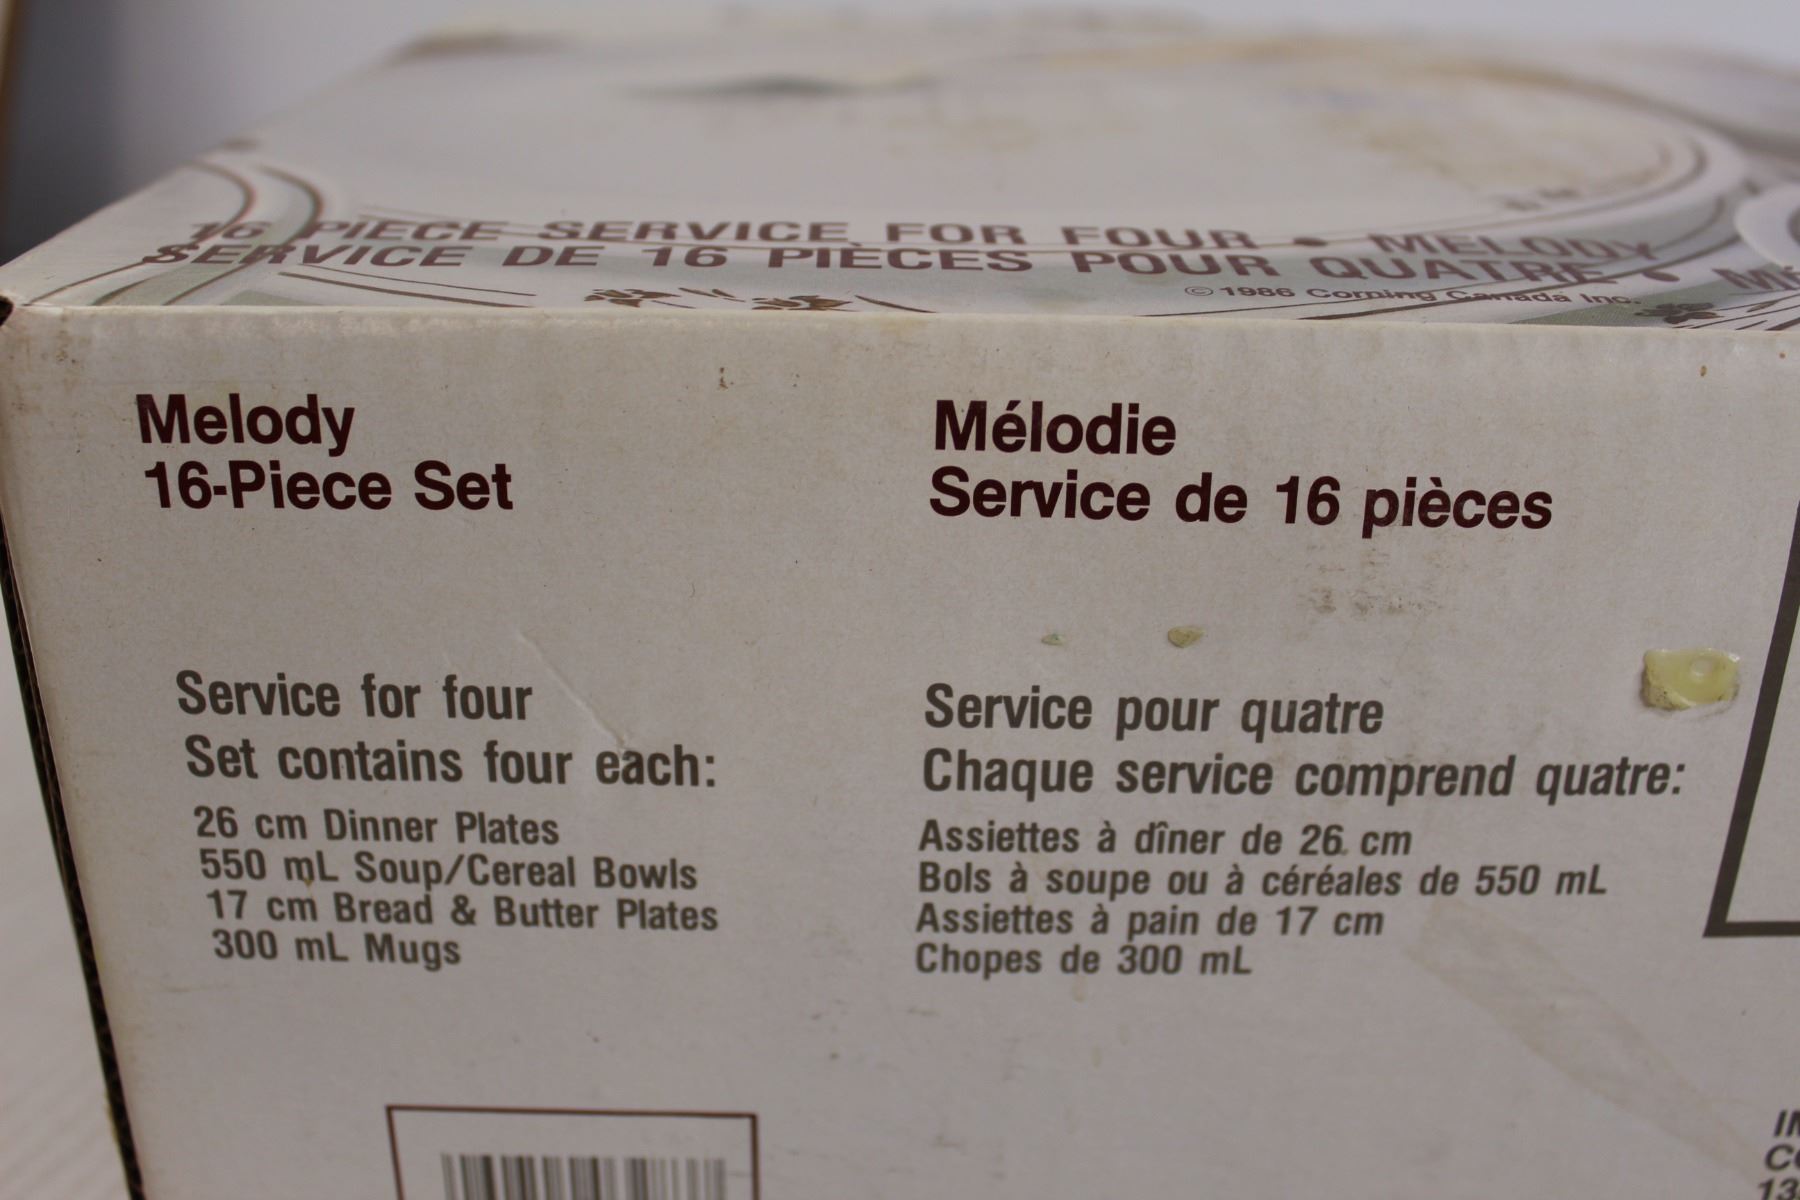 16 PIECE SERVICE FOR FOUR • MELODY
SERVICE DE 16 PIÈCES POUR QUATRE •
© 1986 Corning Canada Inc.
Melody
16-Piece Set
Service for four
Set contains four each:
26 cm Dinner Plates
550 mL Soup/Cereal Bowls
17 cm Bread & Butter Plates
300 mL Mugs
Mélodie
Service de 16 pièces
Service pour quatre
Chaque service comprend quatre:
Assiettes à dîner de 26 cm
Bols à soupe ou à céréales de 550 mL
Assiettes à pain de 17 cm
Chopes de 300 mL